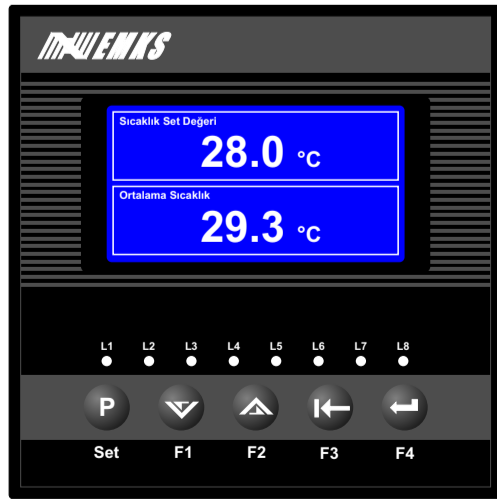 EMKS
Sıcaklık Set Değeri
28.0 °C
Ortalama Sıcaklık
29.3 °C
L1 L2 L3 L4 L5 L6 L7 L8
P
Set F1 F2 F3 F4